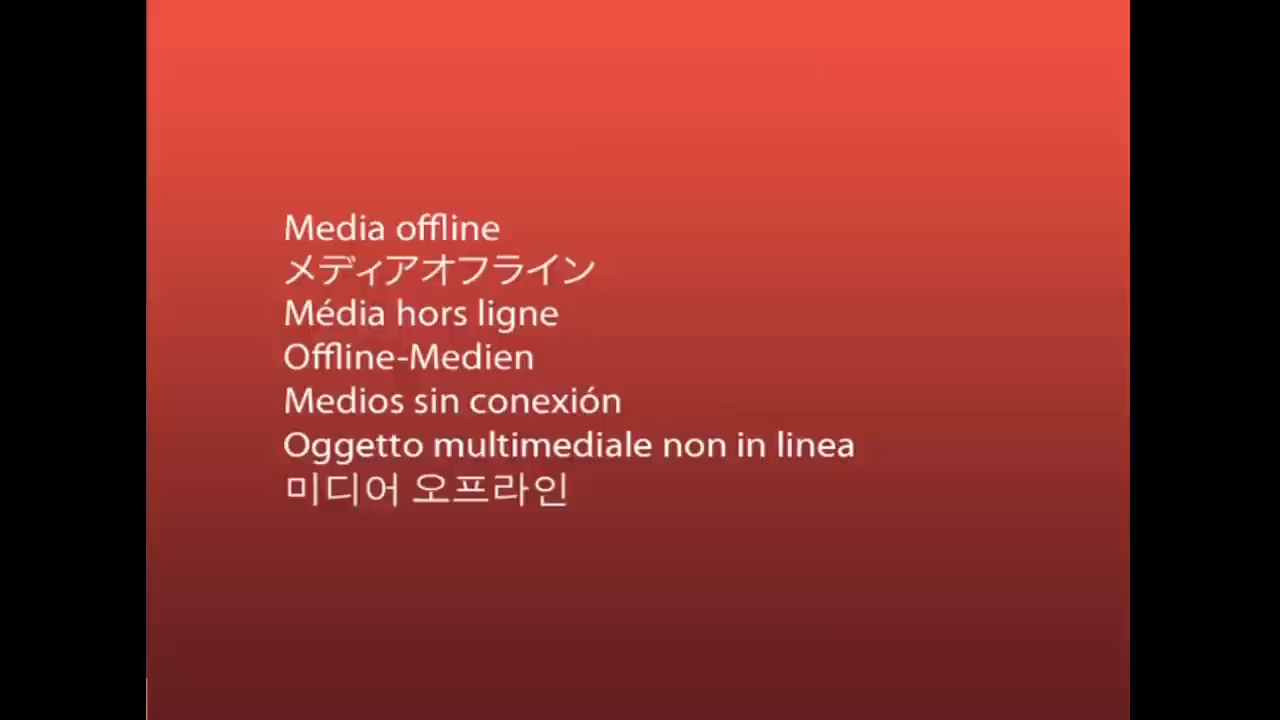 Media offline
メディアオフライン
Média hors ligne
Offline-Medien
Medios sin conexión
Oggetto multimediale non in linea
미디어 오프라인